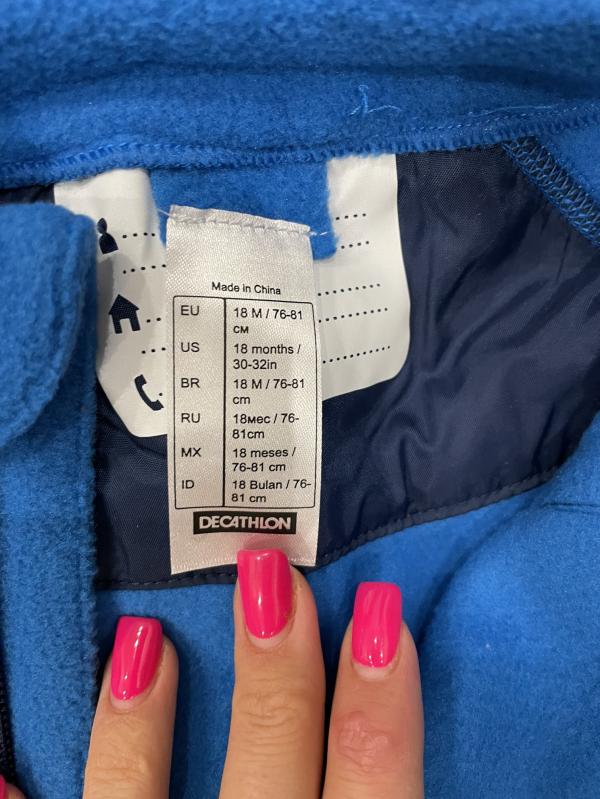 Made in China
EU 18 M / 76-81
CM
US 18 months /
30-32in
BR 18 M / 76-81
cm
RU 18мес / 76-
81cm
MX 18 meses /
76-81 cm
ID 18 Bulan / 76-
81 cm
DECATHLON